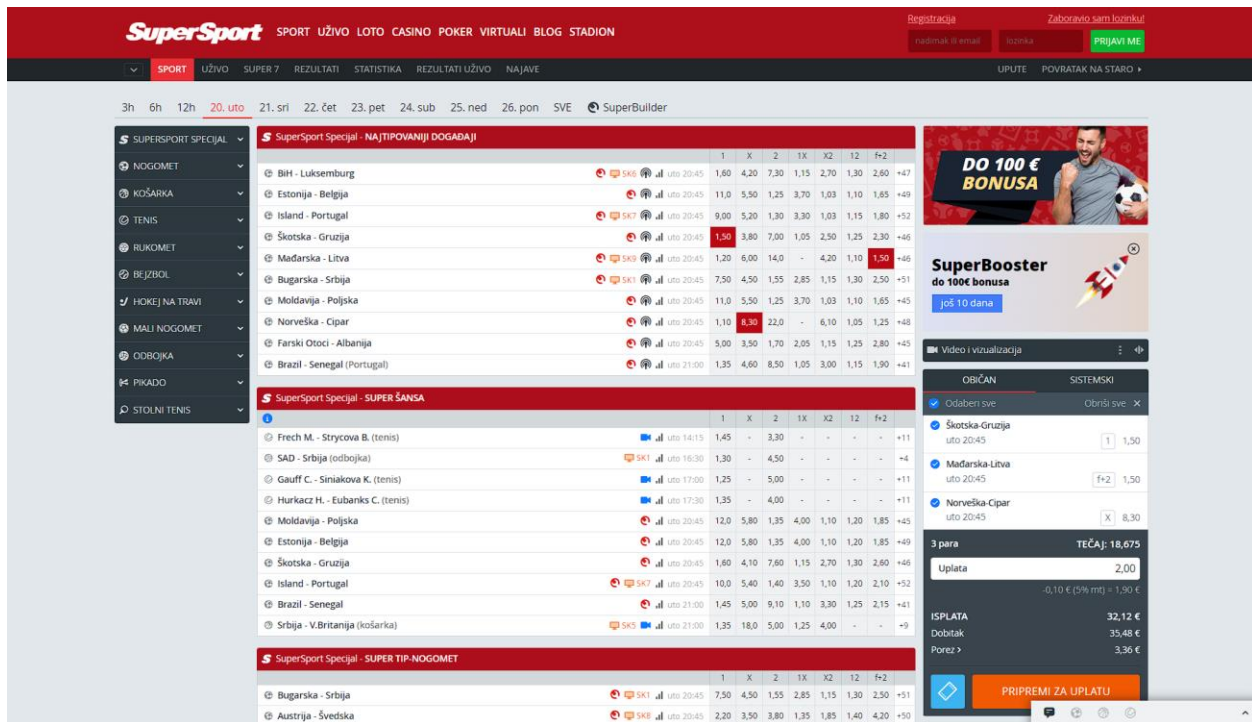 SuperSport SPORT UŽIVO LOTO CASINO POKER VIRTUALI BLOG STADION
Registracija Zaboravio sam lozinku!
nadimak ili email lozinka PRIJAVI ME
SPORT UŽIVO SUPER 7 REZULTATI STATISTIKA REZULTATI UŽIVO NAJAVE UPUTE POVRATAK NA STARO
3h 6h 12h 20. uto 21. sri 22. čet 23. pet 24. sub 25. ned 26. pon SVE SuperBuilder
SUPERSPORT SPECIJAL
NOGOMET
KOŠARKA
TENIS
RUKOMET
BEJZBOL
HOKEJ NA TRAVI
MALI NOGOMET
ODBOJKA
PIKADO
STOLNI TENIS
SuperSport Specijal - NAJTIPOVANIJI DOGAĐAJI
1 X 2 1X X2 12 f+2
BiH - Luksemburg SK6 uto 20:45 1,60 4,20 7,30 1,15 2,70 1,30 2,60 +47
Estonija - Belgija uto 20:45 11,0 5,50 1,25 3,70 1,03 1,10 1,65 +49
Island - Portugal SK7 uto 20:45 9,00 5,20 1,30 3,30 1,03 1,15 1,80 +52
Škotska - Gruzija uto 20:45 1,50 3,80 7,00 1,05 2,50 1,25 2,30 +46
Mađarska - Litva SK9 uto 20:45 1,20 6,00 14,0 - 4,20 1,10 1,50 +46
Bugarska - Srbija SK1 uto 20:45 7,50 4,50 1,55 2,85 1,15 1,30 2,50 +51
Moldavija - Poljska uto 20:45 11,0 5,50 1,25 3,70 1,03 1,10 1,65 +45
Norveška - Cipar uto 20:45 1,10 8,30 22,0 - 6,10 1,05 1,25 +48
Farski Otoci - Albanija uto 20:45 5,00 3,50 1,70 2,05 1,15 1,25 2,80 +45
Brazil - Senegal (Portugal) uto 21:00 1,35 4,60 8,50 1,05 3,00 1,15 1,90 +41
SuperSport Specijal - SUPER ŠANSA
1 X 2 1X X2 12 f+2
Frech M. - Strycova B. (tenis) uto 14:15 1,45 - 3,30 - - - - +11
SAD - Srbija (odbojka) SK1 uto 16:30 1,30 - 4,50 - - - - +4
Gauff C. - Siniakova K. (tenis) uto 17:00 1,25 - 5,00 - - - - +11
Hurkacz H. - Eubanks C. (tenis) uto 17:30 1,35 - 4,00 - - - - +11
Moldavija - Poljska uto 20:45 12,0 5,80 1,35 4,00 1,10 1,20 1,85 +45
Estonija - Belgija uto 20:45 12,0 5,80 1,35 4,00 1,10 1,20 1,85 +49
Škotska - Gruzija uto 20:45 1,60 4,10 7,60 1,15 2,70 1,30 2,60 +46
Island - Portugal SK7 uto 20:45 10,0 5,40 1,40 3,50 1,10 1,20 2,10 +52
Brazil - Senegal uto 21:00 1,45 5,00 9,10 1,10 3,30 1,25 2,15 +41
Srbija - V.Britanija (košarka) SK5 uto 21:00 1,35 18,0 5,00 1,25 4,00 - - +9
SuperSport Specijal - SUPER TIP-NOGOMET
1 X 2 1X X2 12 f+2
Bugarska - Srbija SK1 uto 20:45 7,50 4,50 1,55 2,85 1,15 1,30 2,50 +51
Austrija - Švedska SK8 uto 20:45 2,20 3,50 3,80 1,35 1,85 1,40 4,20 +50
DO 100 €
BONUSA
SuperBooster
do 100€ bonusa
još 10 dana
Video i vizualizacija
OBIČAN SISTEMSKI
Odaberi sve Obriši sve
Škotska-Gruzija
uto 20:45 1 1,50
Mađarska-Litva
uto 20:45 f+2 1,50
Norveška-Cipar
uto 20:45 X 8,30
3 para TEČAJ: 18,675
Uplata 2,00
-0,10 € (5% mt) = 1,90 €
ISPLATA 32,12 €
Dobitak 35,48 €
Porez > 3,36 €
PRIPREMI ZA UPLATU